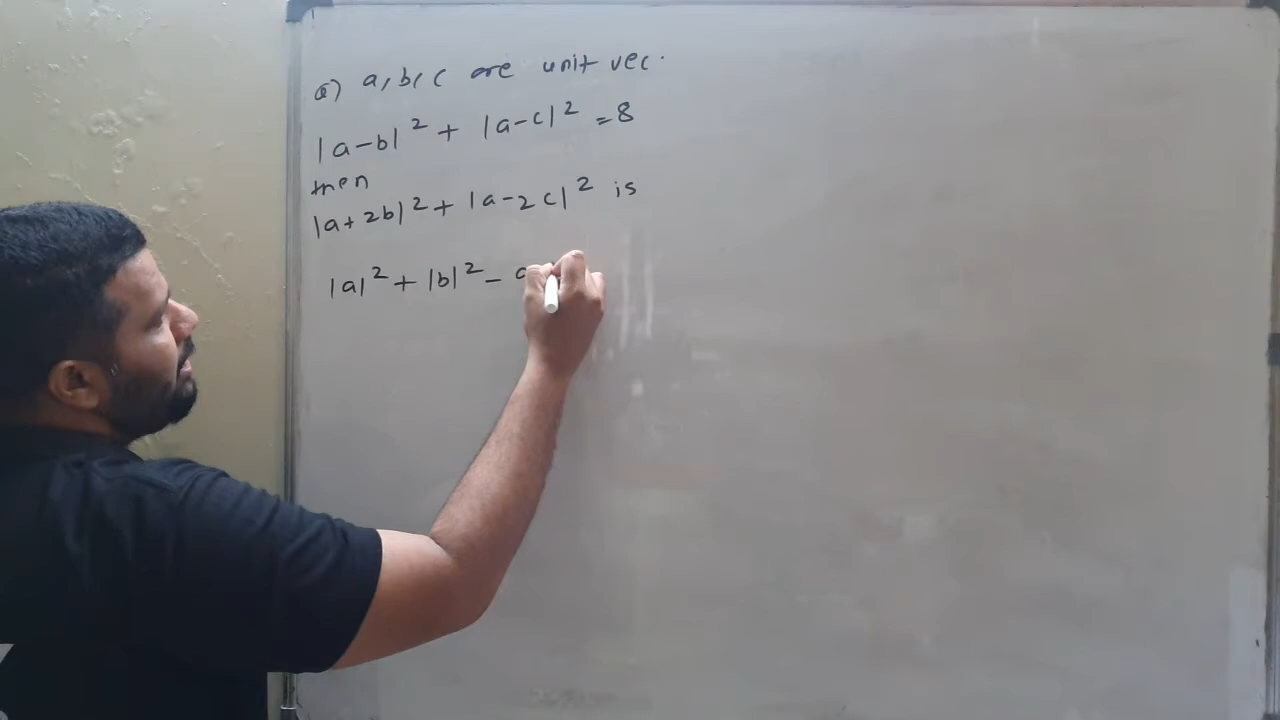 Q) a, b, c are unit vec.
|a-b|² + |a-c|² = 8
then
|a+2b|² + |a-2c|² is
|a|² + |b|² -